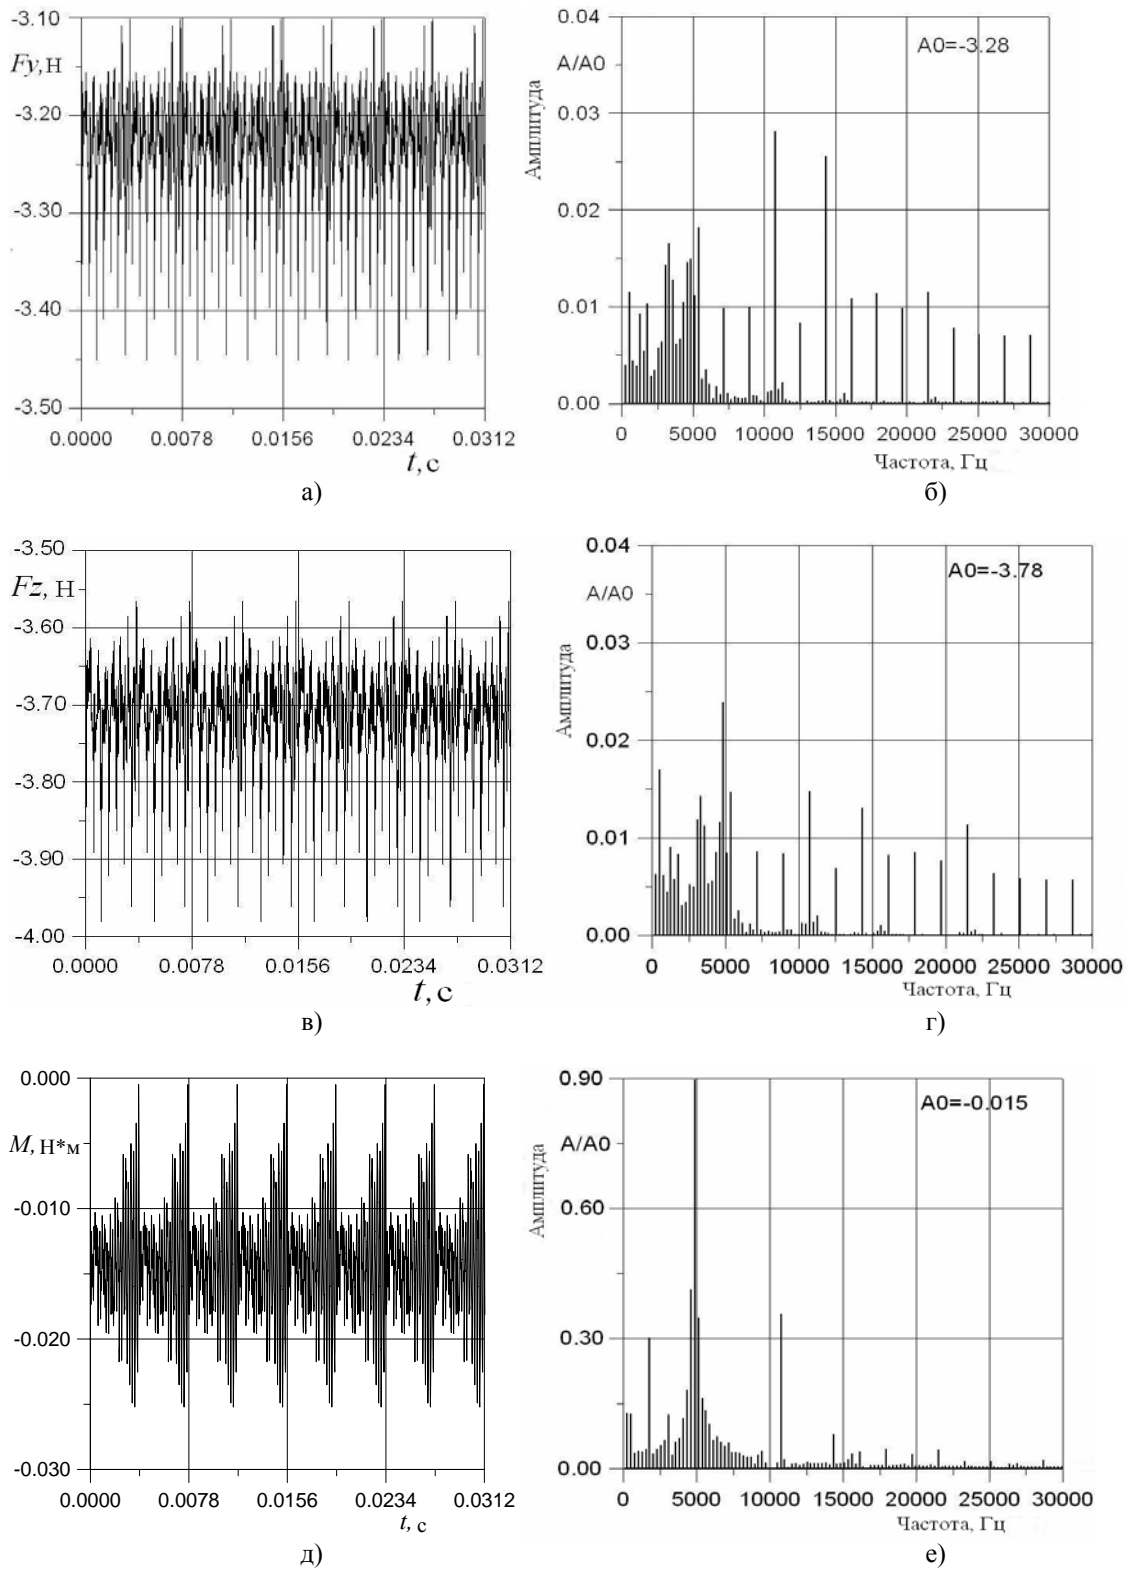 -3.10
Fy,Н
-3.20
-3.30
-3.40
-3.50
0.0000 0.0078 0.0156 0.0234 0.0312
t,с
а)
0.04
A/A0
A0=-3.28
Амплитуда
0.03
0.02
0.01
0.00
0 5000 10000 15000 20000 25000 30000
Частота, Гц
б)
-3.50
Fz, Н
-3.60
-3.70
-3.80
-3.90
-4.00
0.0000 0.0078 0.0156 0.0234 0.0312
t,с
в)
0.04
A/A0
A0=-3.78
Амплитуда
0.03
0.02
0.01
0.00
0 5000 10000 15000 20000 25000 30000
Частота, Гц
г)
0.000
M, Н*м
-0.010
-0.020
-0.030
0.0000 0.0078 0.0156 0.0234 0.0312
t, с
д)
0.90
A/A0
A0=-0.015
Амплитуда
0.60
0.30
0.00
0 5000 10000 15000 20000 25000 30000
Частота, Гц
е)